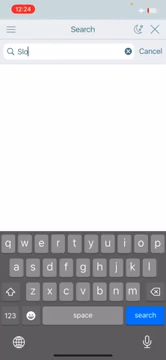 12:24
Search
Slo
Cancel
q w e r t y u i o p
a s d f g h j k l
z x c v b n m
123 space search